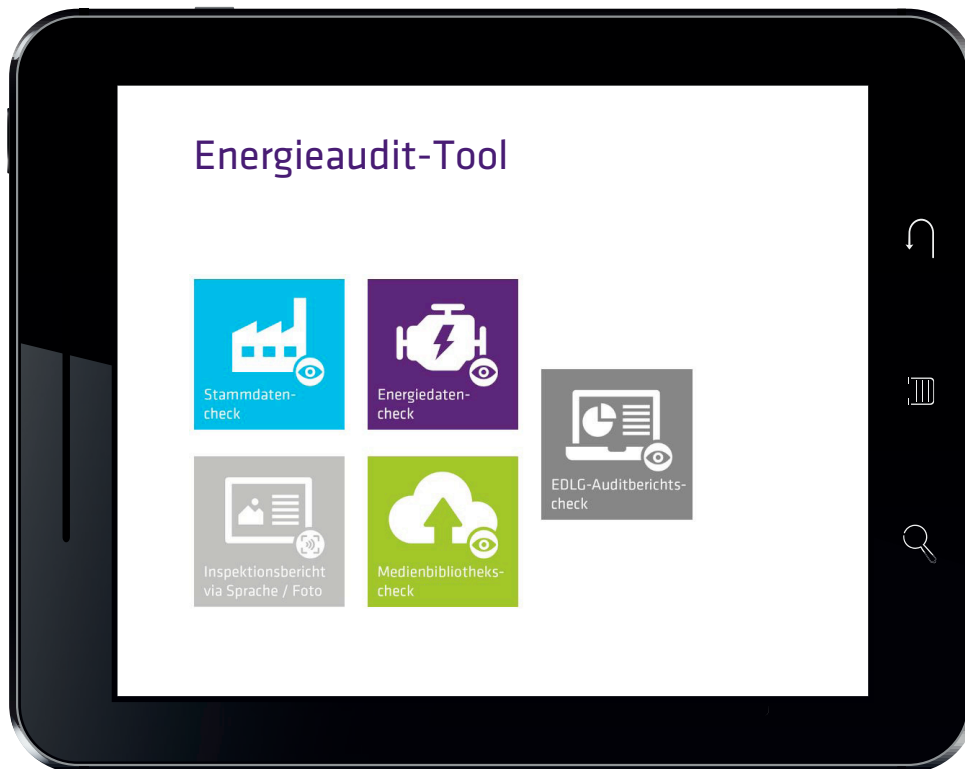 Energieaudit-Tool
Stammdaten-
check
Energiedaten-
check
EDLG-Auditberichts-
check
Inspektionsbericht
via Sprache / Foto
Medienbibliotheks-
check